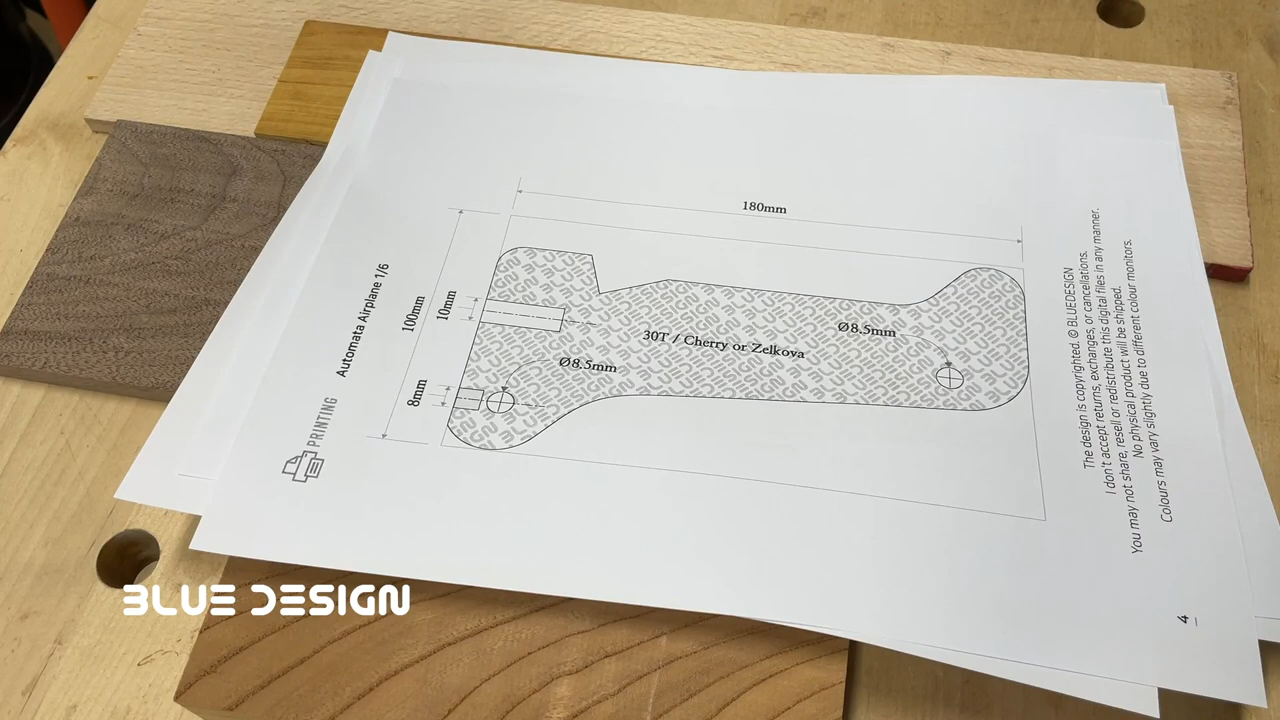 PRINTING
Automata Airplane 1/6
180mm
100mm
10mm
8mm
Ø8.5mm
30T / Cherry or Zelkova
Ø8.5mm
The design is copyrighted. © BLUEDESIGN
I don't accept returns, exchanges, or cancellations.
You may not share, resell or redistribute this digital files in any manner.
No physical product will be shipped.
Colours may vary slightly due to different colour monitors.
4
BLUE DESIGN